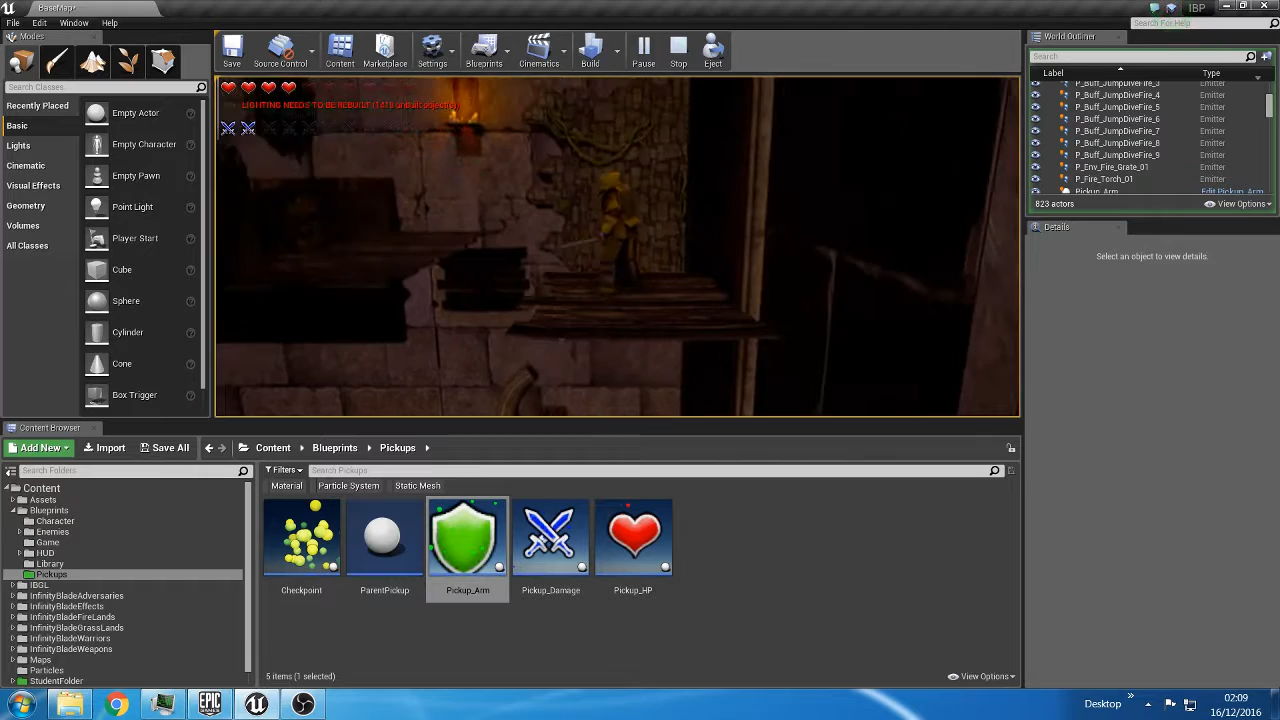 BaseMap*
IBP
File Edit Window Help
Search For Help
Modes
World Outliner
Search Classes
Save Source Control Content Marketplace Settings Blueprints Cinematics Build Pause Stop Eject
Search
Label Type
Recently Placed
Basic
Lights
Cinematic
Visual Effects
Geometry
Volumes
All Classes
Empty Actor
Empty Character
Empty Pawn
Point Light
Player Start
Cube
Sphere
Cylinder
Cone
Box Trigger
LIGHTING NEEDS TO BE REBUILT
P_Buff_JumpDiveFire_3
P_Buff_JumpDiveFire_4 Emitter
P_Buff_JumpDiveFire_5 Emitter
P_Buff_JumpDiveFire_6 Emitter
P_Buff_JumpDiveFire_7 Emitter
P_Buff_JumpDiveFire_8 Emitter
P_Buff_JumpDiveFire_9 Emitter
P_Env_Fire_Grate_01 Emitter
P_Fire_Torch_01 Emitter
Pickup_Arm Edit Pickup_Arm
823 actors View Options
Details
Select an object to view details.
Content Browser
Add New Import Save All Content Blueprints Pickups
Search Folders
Filters Search Pickups
Material Particle System Static Mesh
Content
Assets
Blueprints
Character
Enemies
Game
HUD
Library
Pickups
IBGL
InfinityBladeAdversaries
InfinityBladeEffects
InfinityBladeFireLands
InfinityBladeGrassLands
InfinityBladeWarriors
InfinityBladeWeapons
Maps
Particles
StudentFolder
Checkpoint ParentPickup Pickup_Arm Pickup_Damage Pickup_HP
5 items (1 selected) View Options
EPIC GAMES
Desktop
02:09
16/12/2016